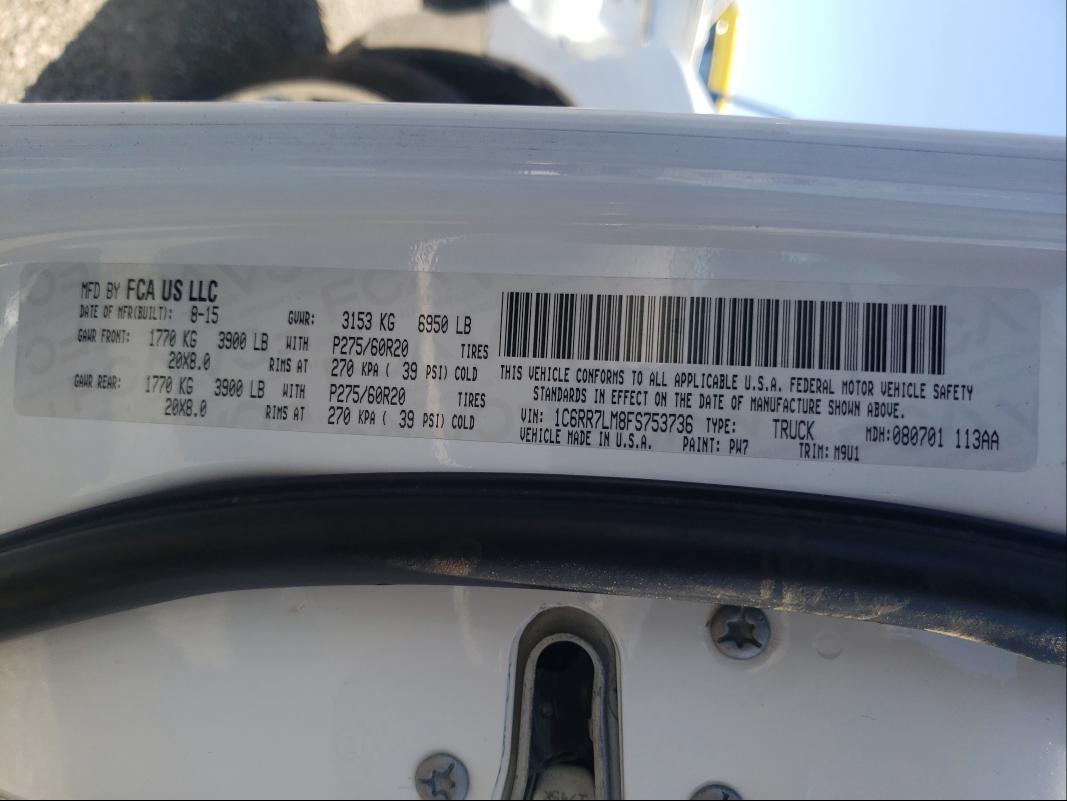 MFD BY FCA US LLC
DATE OF MFR(BUILT): 8-15 GVWR: 3153 KG 6950 LB
GAWR FRONT: 1770 KG 3900 LB WITH P275/60R20 TIRES
20X8.0 RIMS AT 270 KPA ( 39 PSI) COLD
GAWR REAR: 1770 KG 3900 LB WITH P275/60R20 TIRES
20X8.0 RIMS AT 270 KPA ( 39 PSI) COLD
THIS VEHICLE CONFORMS TO ALL APPLICABLE U.S.A. FEDERAL MOTOR VEHICLE SAFETY
STANDARDS IN EFFECT ON THE DATE OF MANUFACTURE SHOWN ABOVE.
VIN: 1C6RR7LM8FS753736 TYPE: TRUCK MDH:080701 113AA
VEHICLE MADE IN U.S.A. PAINT: PW7 TRIM: M9U1